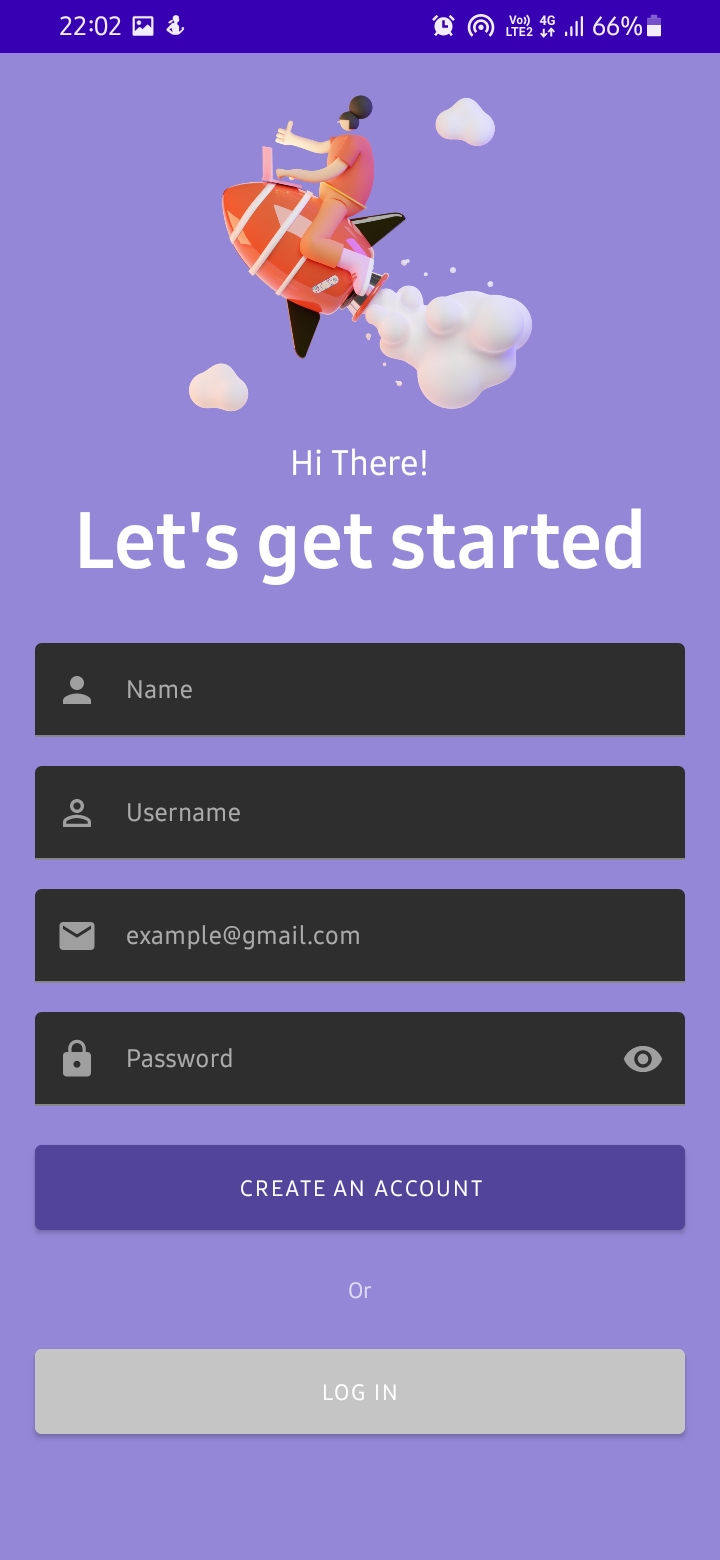 22:02 Vo)) LTE2 4G 66%
Hi There!
Let's get started
Name
Username
example@gmail.com
Password
CREATE AN ACCOUNT
Or
LOG IN